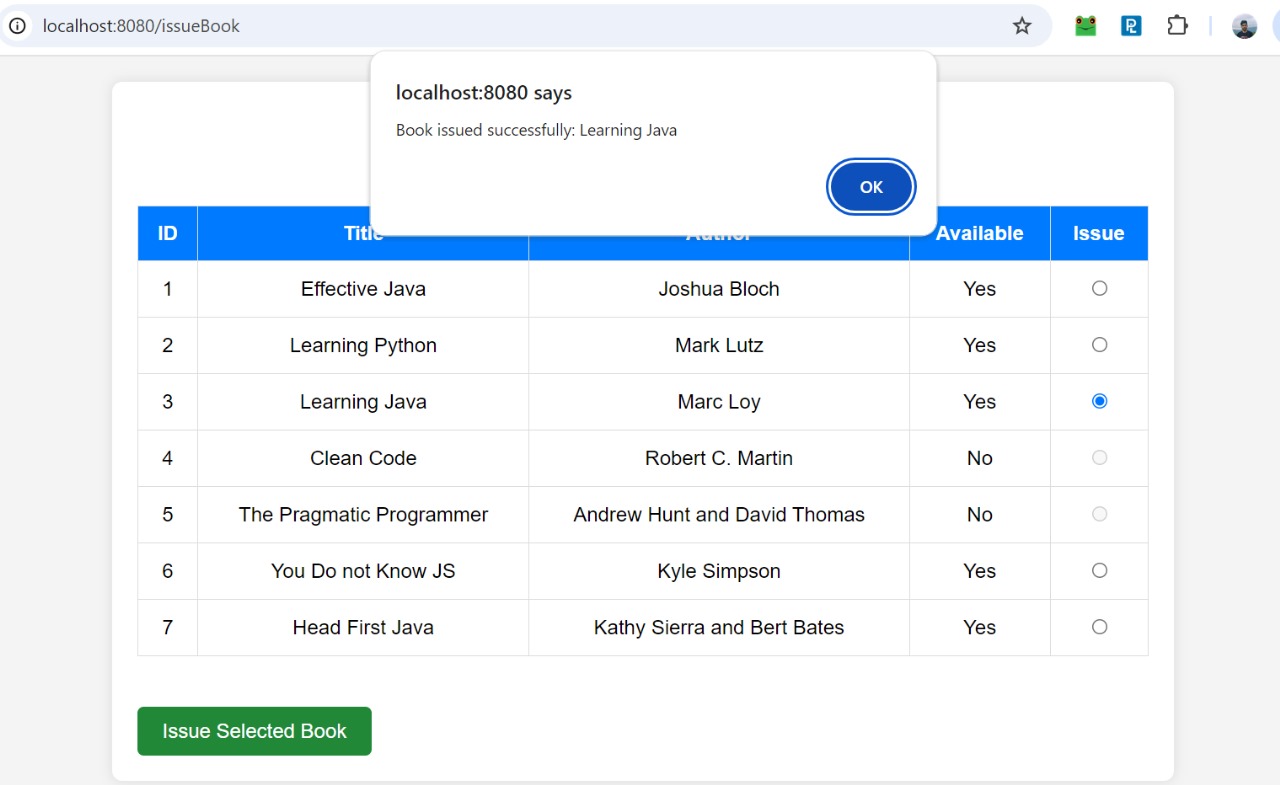 localhost:8080/issueBook
localhost:8080 says
Book issued successfully: Learning Java
OK
ID Title Author Available Issue
1 Effective Java Joshua Bloch Yes
2 Learning Python Mark Lutz Yes
3 Learning Java Marc Loy Yes
4 Clean Code Robert C. Martin No
5 The Pragmatic Programmer Andrew Hunt and David Thomas No
6 You Do not Know JS Kyle Simpson Yes
7 Head First Java Kathy Sierra and Bert Bates Yes
Issue Selected Book